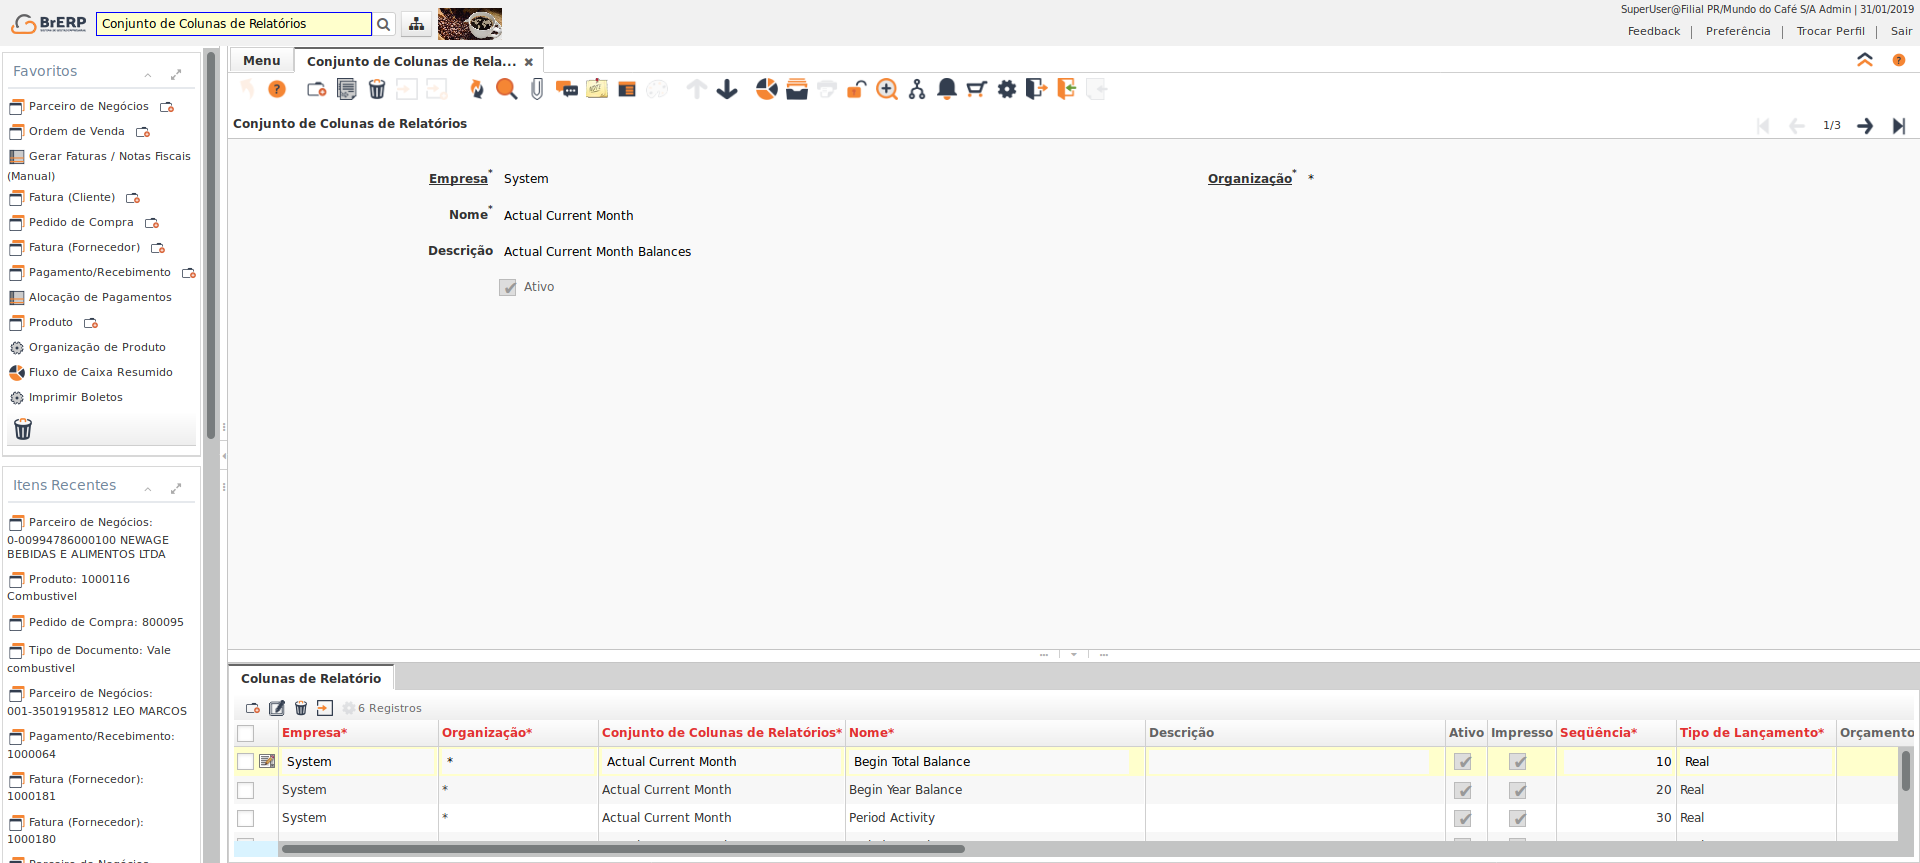 BrERP
Conjunto de Colunas de Relatórios
SuperUser@Filial PR/Mundo do Café S/A Admin | 31/01/2019
Feedback | Preferência | Trocar Perfil | Sair
Favoritos
Parceiro de Negócios
Ordem de Venda
Gerar Faturas / Notas Fiscais
(Manual)
Fatura (Cliente)
Pedido de Compra
Fatura (Fornecedor)
Pagamento/Recebimento
Alocação de Pagamentos
Produto
Organização de Produto
Fluxo de Caixa Resumido
Imprimir Boletos
Itens Recentes
Parceiro de Negócios:
0-00994786000100 NEWAGE
BEBIDAS E ALIMENTOS LTDA
Produto: 1000116
Combustivel
Pedido de Compra: 800095
Tipo de Documento: Vale
combustivel
Parceiro de Negócios:
001-35019195812 LEO MARCOS
Pagamento/Recebimento:
1000064
Fatura (Fornecedor):
1000181
Fatura (Fornecedor):
1000180
Menu
Conjunto de Colunas de Rela...
Conjunto de Colunas de Relatórios
1/3
Empresa* System
Organização* *
Nome* Actual Current Month
Descrição Actual Current Month Balances
Ativo
Colunas de Relatório
6 Registros
Empresa* Organização* Conjunto de Colunas de Relatórios* Nome* Descrição Ativo Impresso Seqüência* Tipo de Lançamento* Orçamento
System * Actual Current Month Begin Total Balance 10 Real
System * Actual Current Month Begin Year Balance 20 Real
System * Actual Current Month Period Activity 30 Real